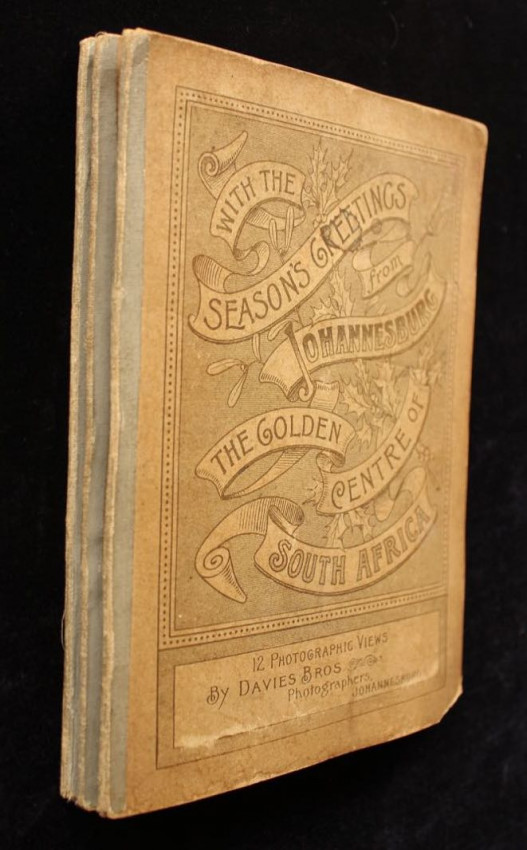 WITH THE
SEASON'S GREETINGS
from
JOHANNESBURG
THE GOLDEN
CENTRE OF
SOUTH AFRICA
12 PHOTOGRAPHIC VIEWS
BY DAVIES BROS.
Photographers,
JOHANNESBURG